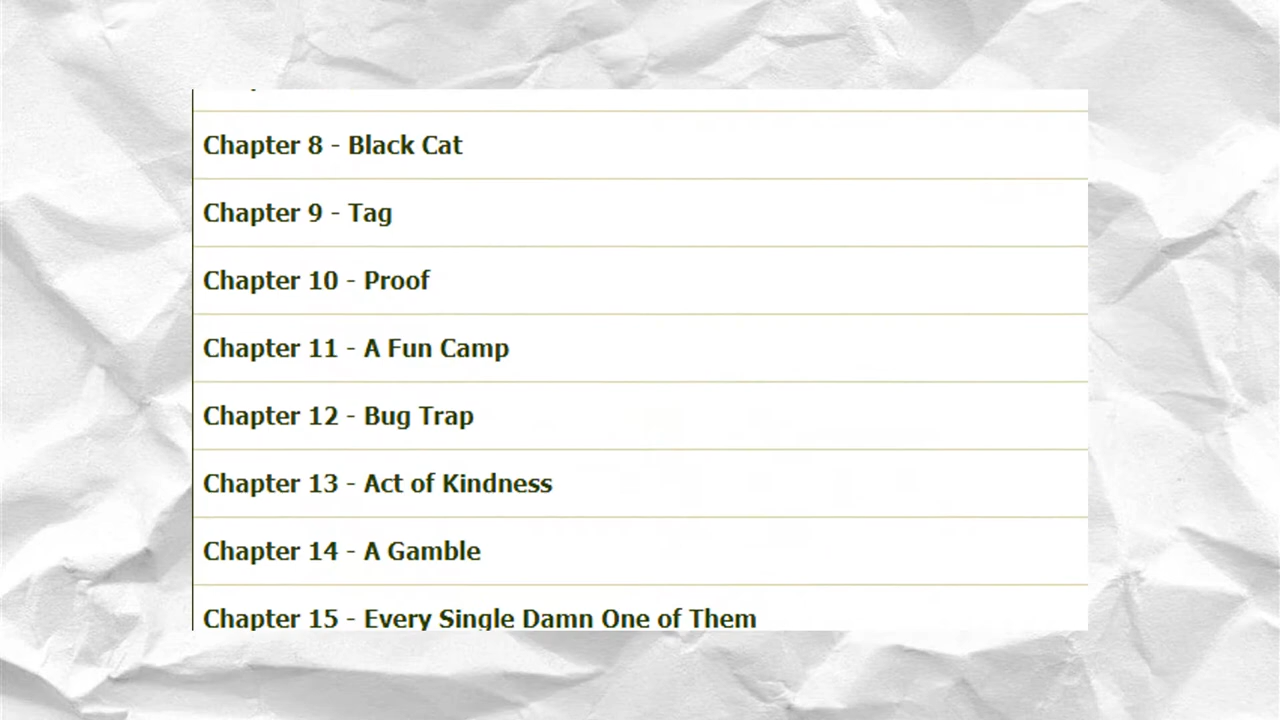 Chapter 8 - Black Cat
Chapter 9 - Tag
Chapter 10 - Proof
Chapter 11 - A Fun Camp
Chapter 12 - Bug Trap
Chapter 13 - Act of Kindness
Chapter 14 - A Gamble
Chapter 15 - Every Single Damn One of Them